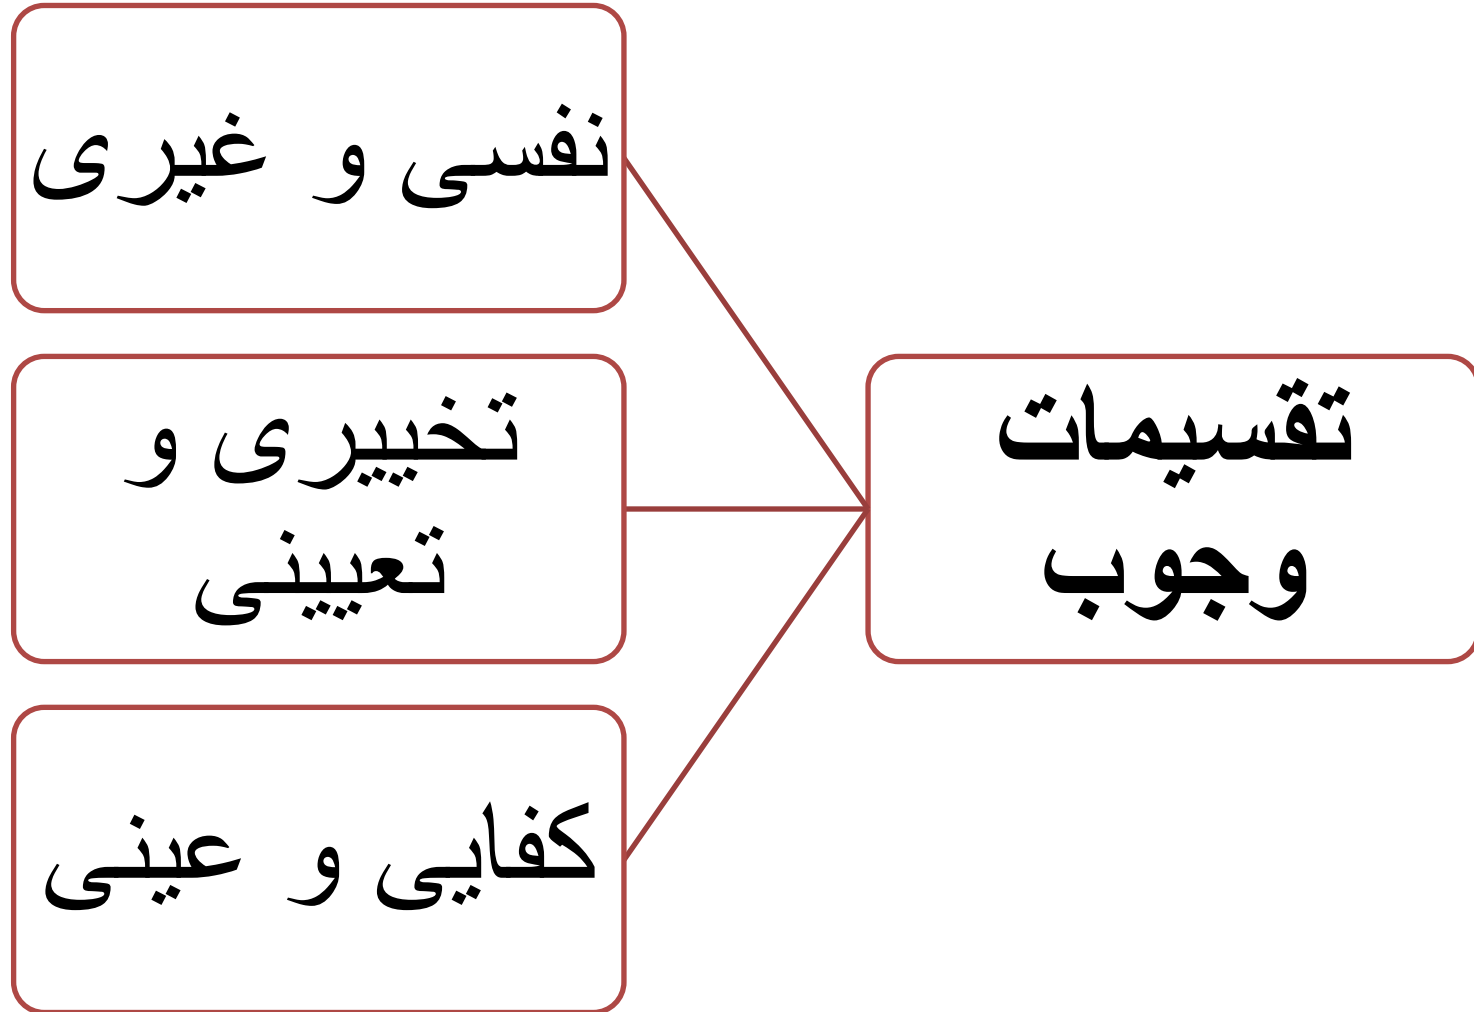 تقسیمات
وجوب
نفسی و غیری
تخییری و
تعیینی
کفایی و عینی